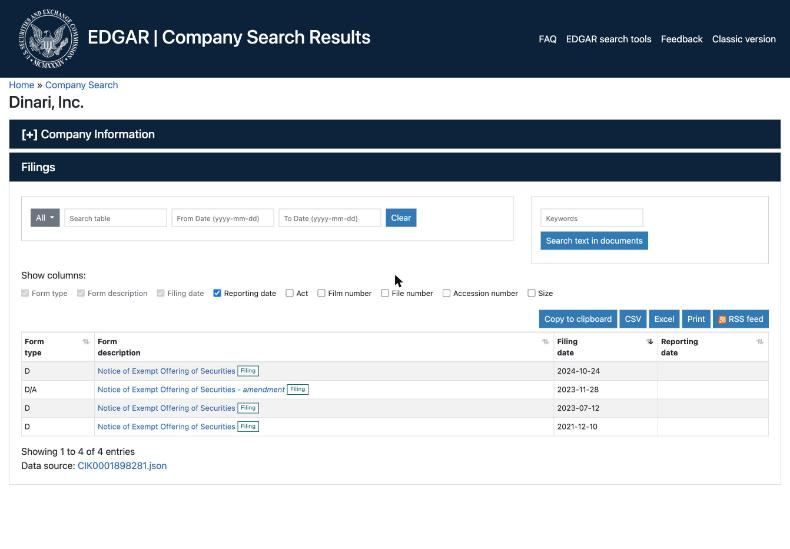 EDGAR | Company Search Results
FAQ EDGAR search tools Feedback Classic version
Home » Company Search
Dinari, Inc.
[+] Company Information
Filings
All Search table From Date (yyyy-mm-dd) To Date (yyyy-mm-dd) Clear
Keywords
Search text in documents
Show columns:
Form type Form description Filing date Reporting date Act Film number File number Accession number Size
Copy to clipboard CSV Excel Print RSS feed
Form type Form description Filing date Reporting date
D Notice of Exempt Offering of Securities Filing 2024-10-24
D/A Notice of Exempt Offering of Securities - amendment Filing 2023-11-28
D Notice of Exempt Offering of Securities Filing 2023-07-12
D Notice of Exempt Offering of Securities Filing 2021-12-10
Showing 1 to 4 of 4 entries
Data source: CIK0001898281.json